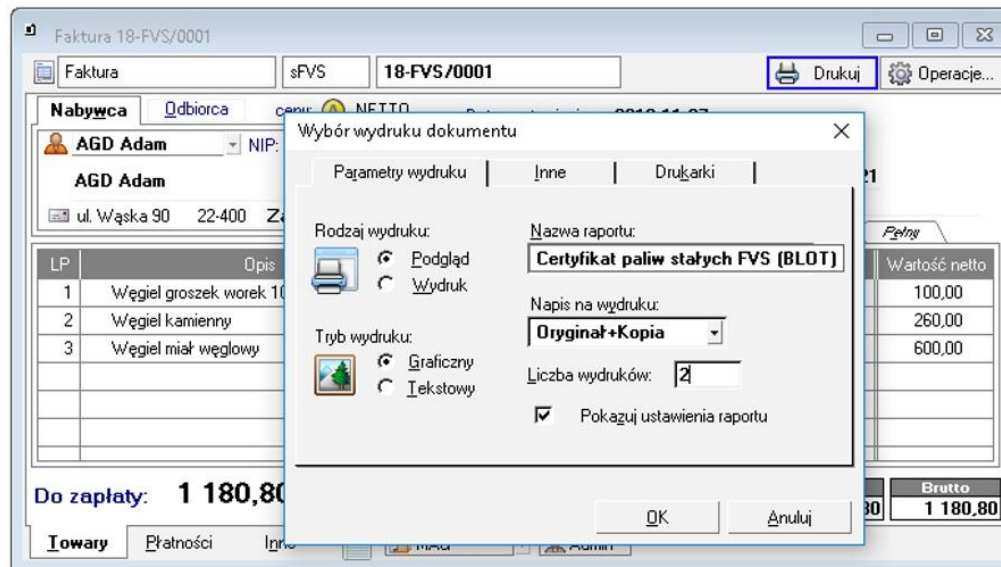 Faktura 18-FVS/0001
Faktura sFVS 18-FVS/0001 Drukuj Operacje...
Nabywca Odbiorca NETTO
AGD Adam NIP:
AGD Adam
ul. Wąska 90 22-400
Pełny
LP Opis Wartość netto
1 Węgiel groszek worek 100,00
2 Węgiel kamienny 260,00
3 Węgiel miał węglowy 600,00
Do zapłaty: 1 180,80
Brutto
1 180,80
Towary Płatności
Wybór wydruku dokumentu
Parametry wydruku Inne Drukarki
Rodzaj wydruku:
Podgląd
Wydruk
Tryb wydruku:
Graficzny
Tekstowy
Nazwa raportu:
Certyfikat paliw stałych FVS (BLOT)
Napis na wydruku:
Oryginał+Kopia
Liczba wydruków: 2
Pokazuj ustawienia raportu
OK Anuluj